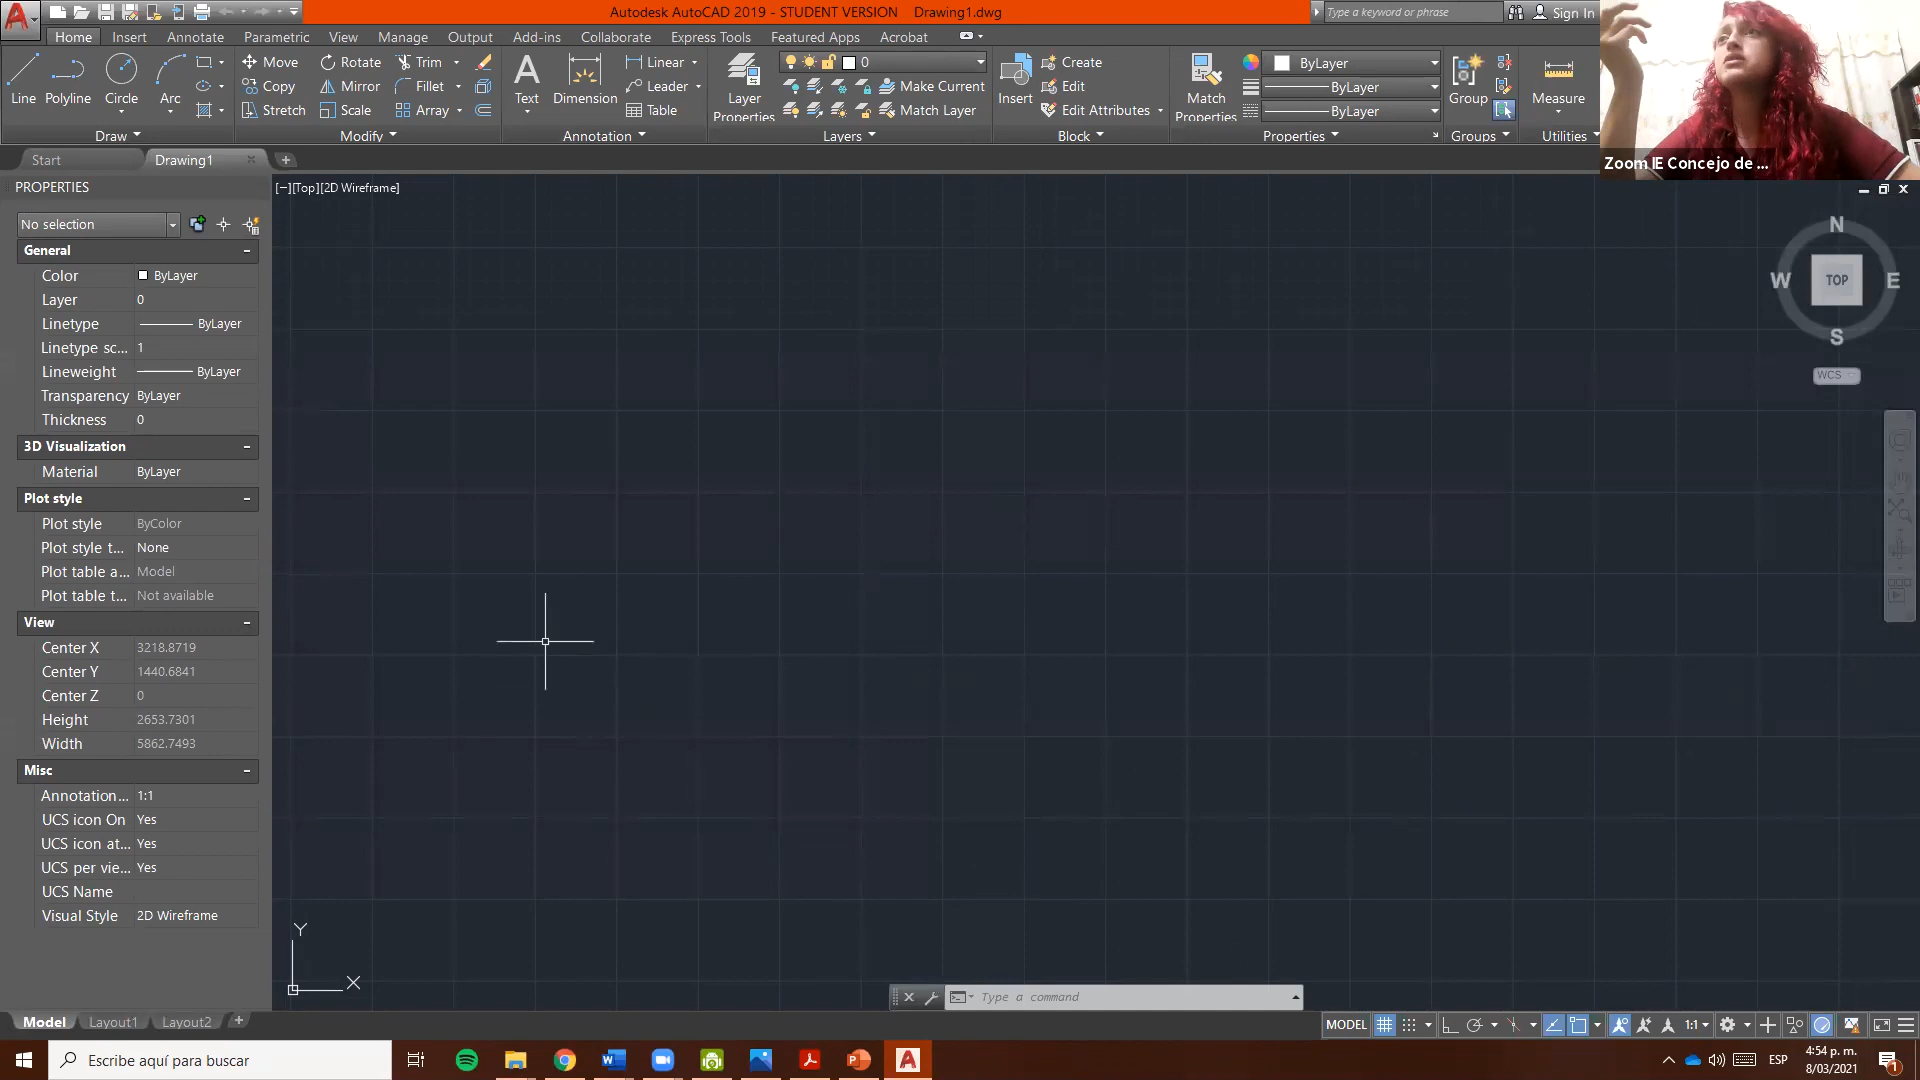 Autodesk AutoCAD 2019 - STUDENT VERSION Drawing1.dwg
Type a keyword or phrase
Sign In
Home Insert Annotate Parametric View Manage Output Add-ins Collaborate Express Tools Featured Apps Acrobat
Line Polyline Circle Arc
Move Rotate Trim
Copy Mirror Fillet
Stretch Scale Array
Text Dimension
Linear
Leader
Table
Layer Properties
0
Make Current
Match Layer
Insert
Create
Edit
Edit Attributes
Match Properties
ByLayer
ByLayer
ByLayer
Group
Measure
Draw Modify Annotation Layers Block Properties Groups Utilities
Zoom IE Concejo de ...
Start Drawing1
PROPERTIES
[−][Top][2D Wireframe]
No selection
General
Color ByLayer
Layer 0
Linetype ByLayer
Linetype sc... 1
Lineweight ByLayer
Transparency ByLayer
Thickness 0
3D Visualization
Material ByLayer
Plot style
Plot style ByColor
Plot style t... None
Plot table a... Model
Plot table t... Not available
View
Center X 3218.8719
Center Y 1440.6841
Center Z 0
Height 2653.7301
Width 5862.7493
Misc
Annotation... 1:1
UCS icon On Yes
UCS icon at... Yes
UCS per vie... Yes
UCS Name
Visual Style 2D Wireframe
N
W TOP E
S
WCS
Y
X
Type a command
Model Layout1 Layout2
MODEL 1:1
Escribe aquí para buscar
ESP
4:54 p. m.
8/03/2021
1